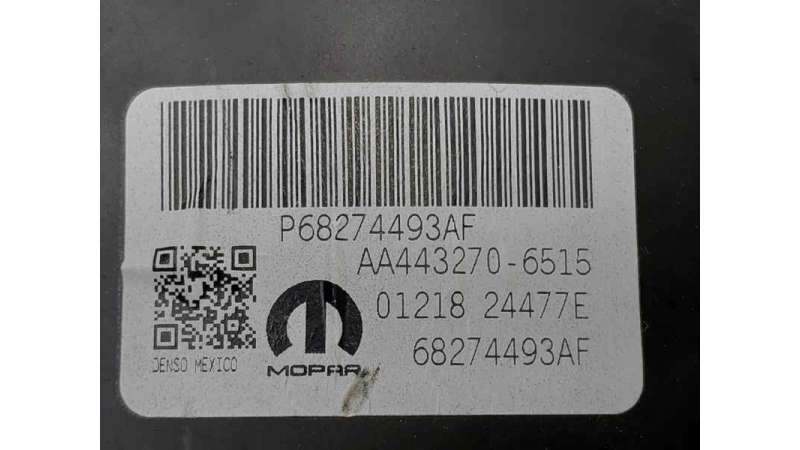 P68274493AF
AA443270-6515
01218 24477E
68274493AF
DENSO MEXICO
MOPAR